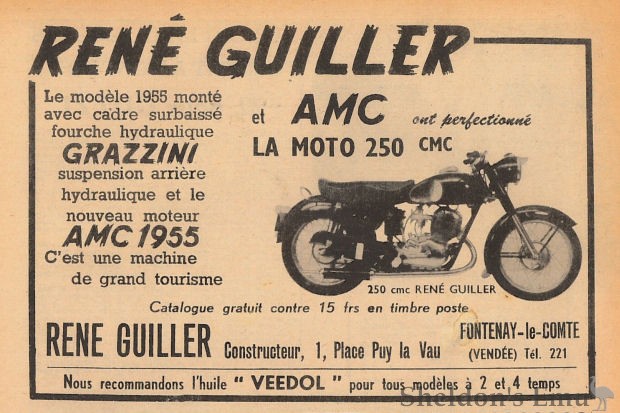 RENÉ GUILLER
Le modèle 1955 monté
avec cadre surbaissé
fourche hydraulique
GRAZZINI
suspension arrière
hydraulique et le
nouveau moteur
AMC 1955
C'est une machine
de grand tourisme
et AMC ont perfectionné
LA MOTO 250 CMC
250 cmc RENÉ GUILLER
Catalogue gratuit contre 15 frs en timbre poste
RENE GUILLER Constructeur, 1, Place Puy la Vau
FONTENAY-le-COMTE
(VENDÉE) Tél. 221
Nous recommandons l'huile "VEEDOL" pour tous modèles à 2 et 4 temps
Sheldon's Emu